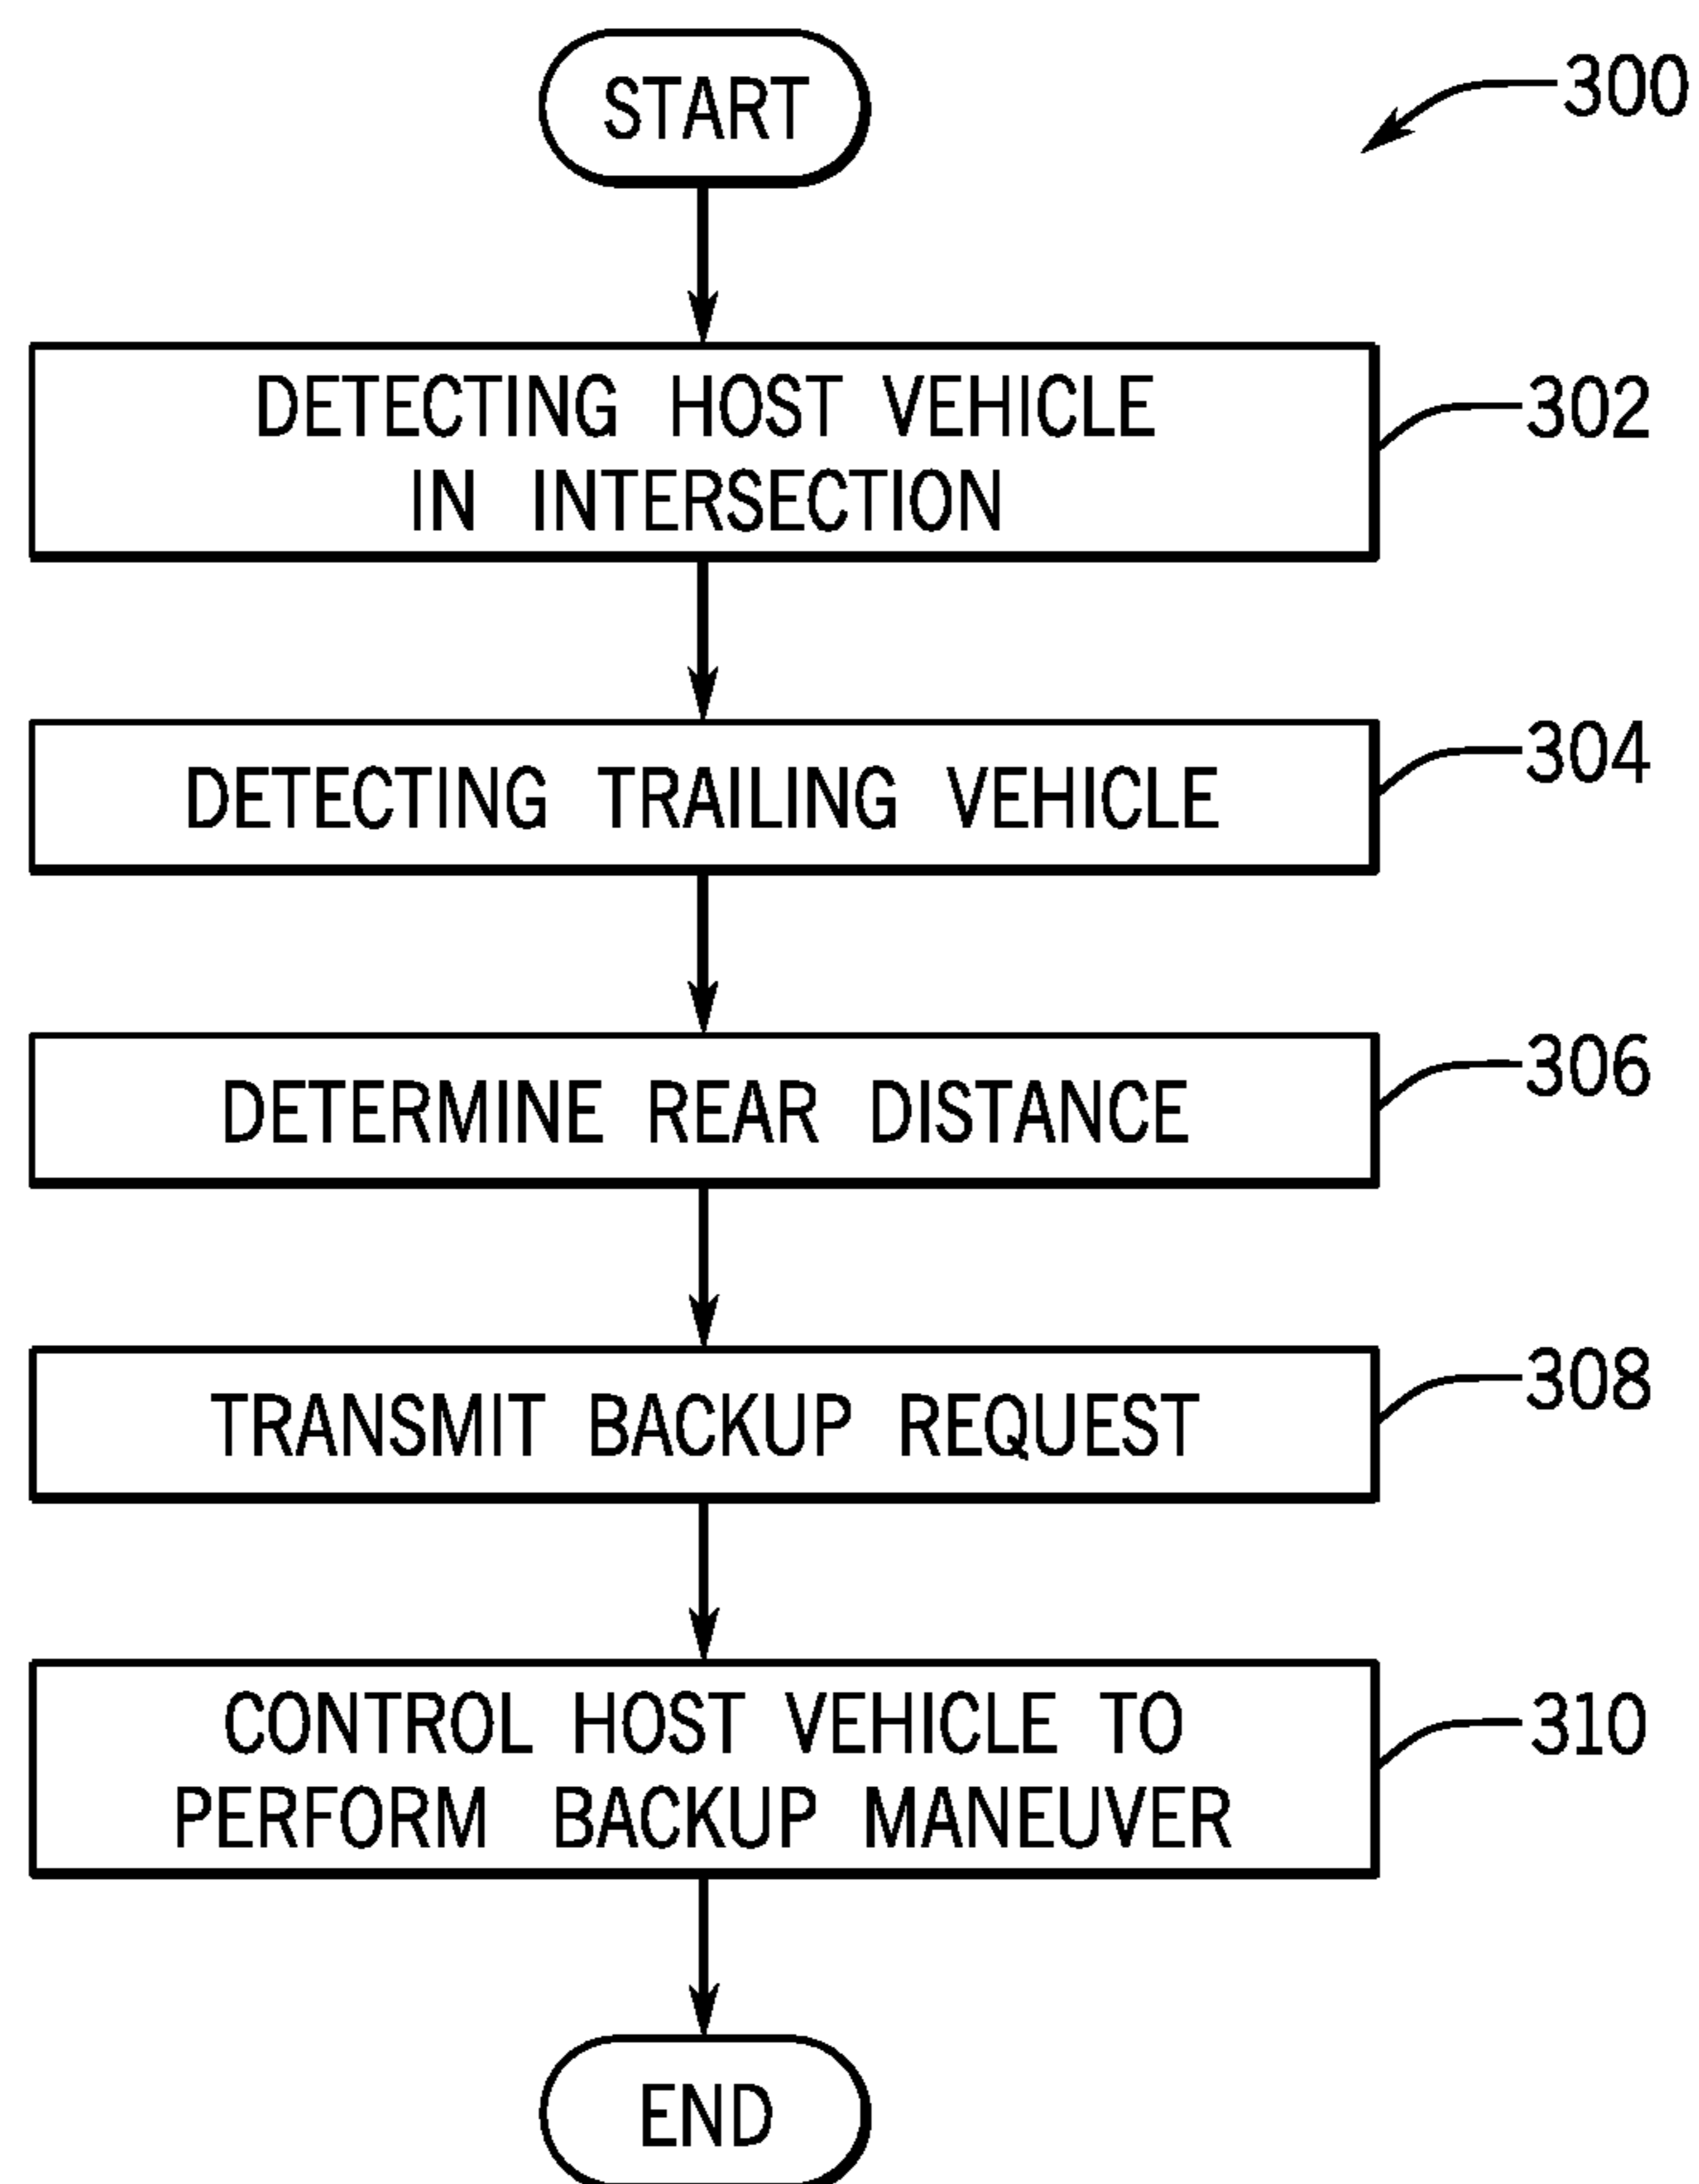 START
300
DETECTING HOST VEHICLE
IN INTERSECTION
302
DETECTING TRAILING VEHICLE
304
DETERMINE REAR DISTANCE
306
TRANSMIT BACKUP REQUEST
308
CONTROL HOST VEHICLE TO
PERFORM BACKUP MANEUVER
310
END